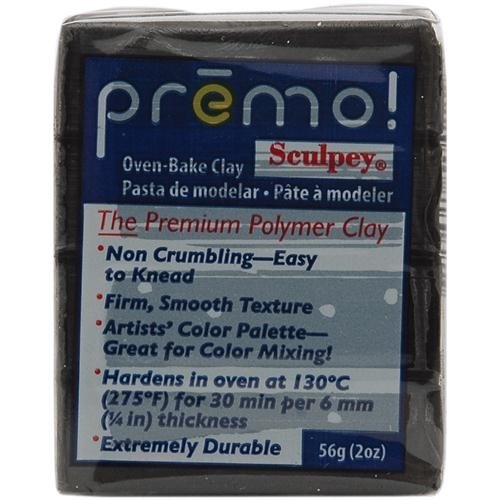 prēmo!
Sculpey®
Oven-Bake Clay
Pasta de modelar • Pâte à modeler
The Premium Polymer Clay
•Non Crumbling—Easy
to Knead
•Firm, Smooth Texture
•Artists' Color Palette—
Great for Color Mixing!
•Hardens in oven at 130°C
(275°F) for 30 min per 6 mm
(¼ in) thickness
•Extremely Durable
56g (2oz)